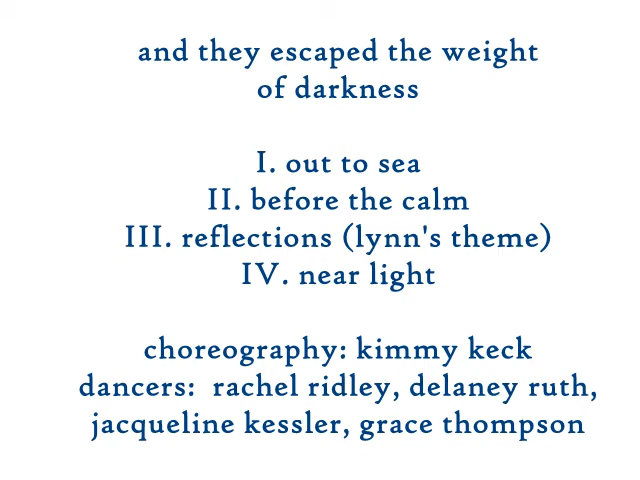 and they escaped the weight
of darkness
I. out to sea
II. before the calm
III. reflections (lynn's theme)
IV. near light
choreography: kimmy keck
dancers:  rachel ridley, delaney ruth,
jacqueline kessler, grace thompson